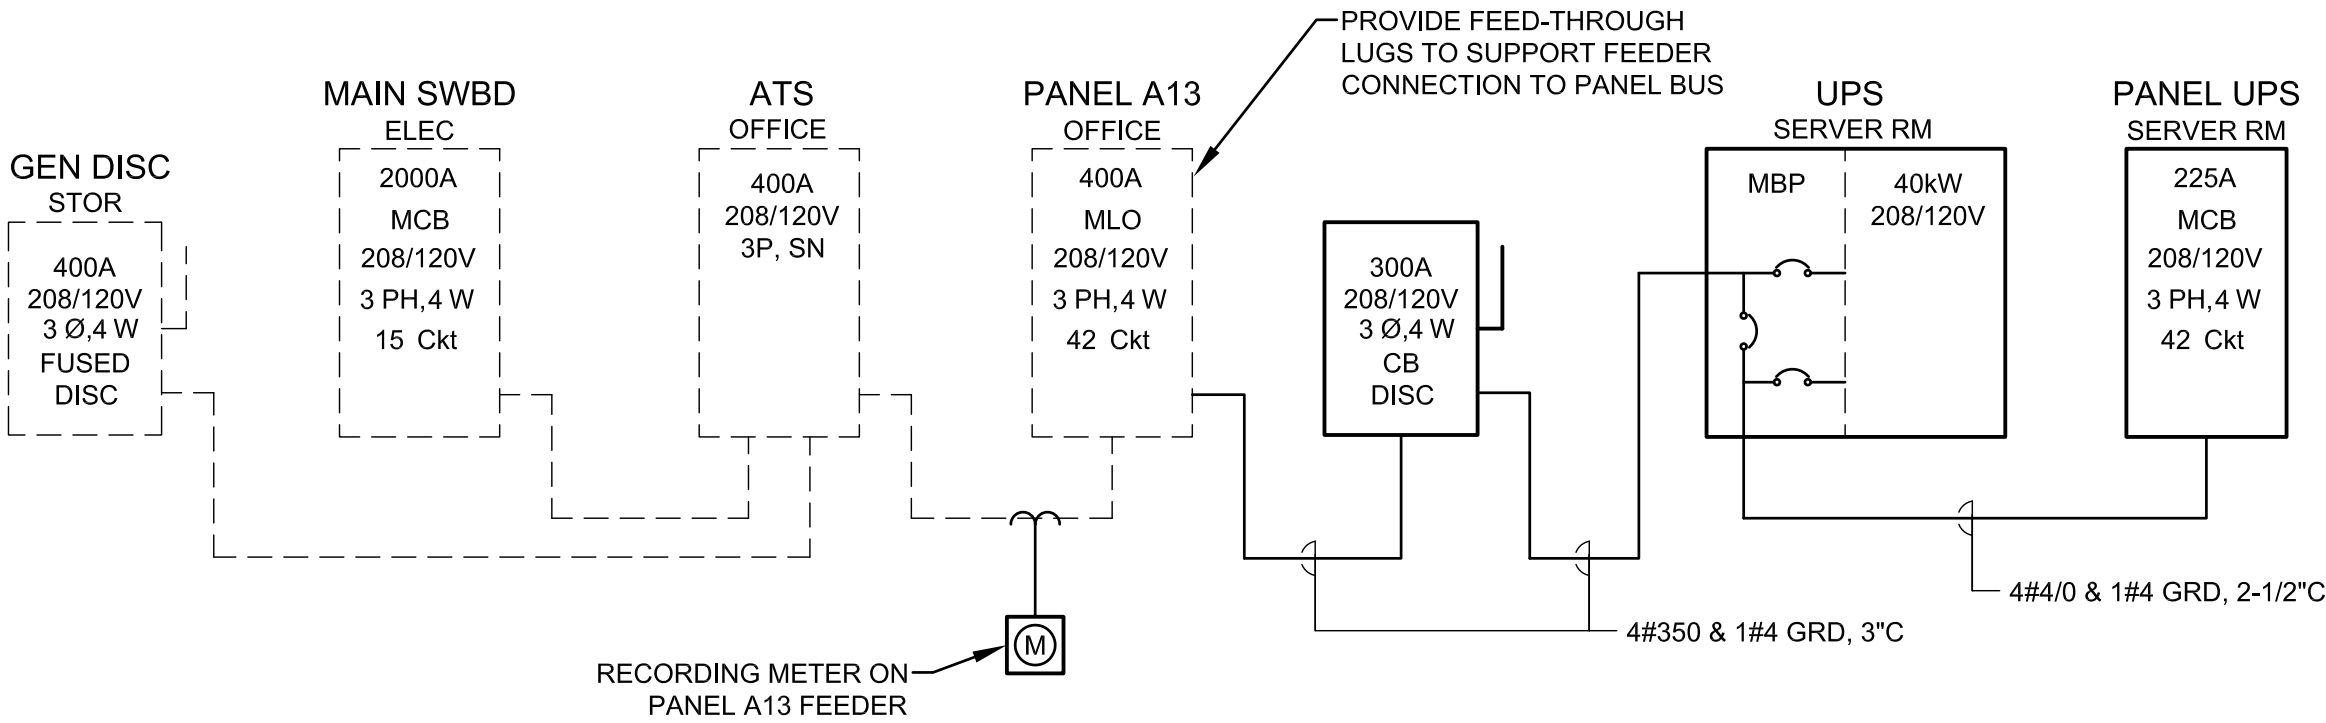 PROVIDE FEED-THROUGH
LUGS TO SUPPORT FEEDER
CONNECTION TO PANEL BUS
GEN DISC
STOR
400A
208/120V
3 Ø,4 W
FUSED
DISC
MAIN SWBD
ELEC
2000A
MCB
208/120V
3 PH,4 W
15 Ckt
ATS
OFFICE
400A
208/120V
3P, SN
PANEL A13
OFFICE
400A
MLO
208/120V
3 PH,4 W
42 Ckt
300A
208/120V
3 Ø,4 W
CB
DISC
UPS
SERVER RM
MBP
40kW
208/120V
PANEL UPS
SERVER RM
225A
MCB
208/120V
3 PH,4 W
42 Ckt
4#4/0 & 1#4 GRD, 2-1/2"C
4#350 & 1#4 GRD, 3"C
M
RECORDING METER ON
PANEL A13 FEEDER